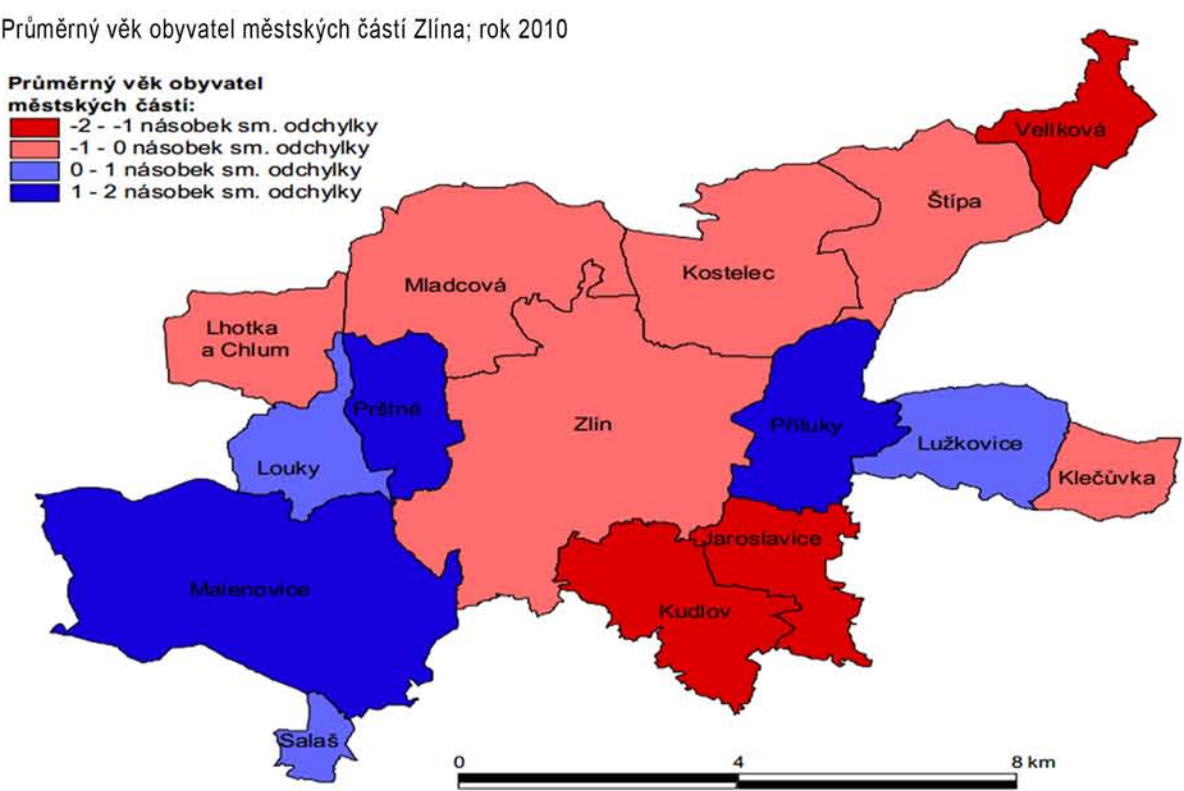 Průměrný věk obyvatel městských částí Zlína; rok 2010
Průměrný věk obyvatel
městských částí:
-2 - -1 násobek sm. odchylky
-1 - 0 násobek sm. odchylky
0 - 1 násobek sm. odchylky
1 - 2 násobek sm. odchylky
Velíková
Štípa
Kostelec
Mladcová
Lhotka
a Chlum
Prštné
Zlín
Příluky
Lužkovice
Louky
Klečůvka
Jaroslavice
Malenovice
Kudlov
Salaš
0 4 8 km